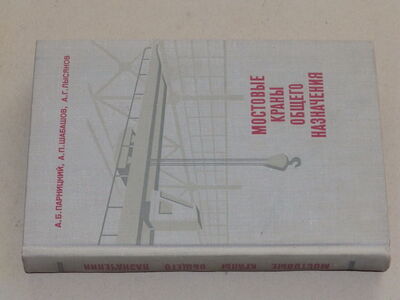 А. Б. ПАРНИЦКИЙ, А. П. ШАБАШОВ, А. Г. ЛЫСЯКОВ
МОСТОВЫЕ
КРАНЫ
ОБЩЕГО
НАЗНАЧЕНИЯ
МОСТОВЫЕ КРАНЫ ОБЩЕГО НАЗНАЧЕНИЯ